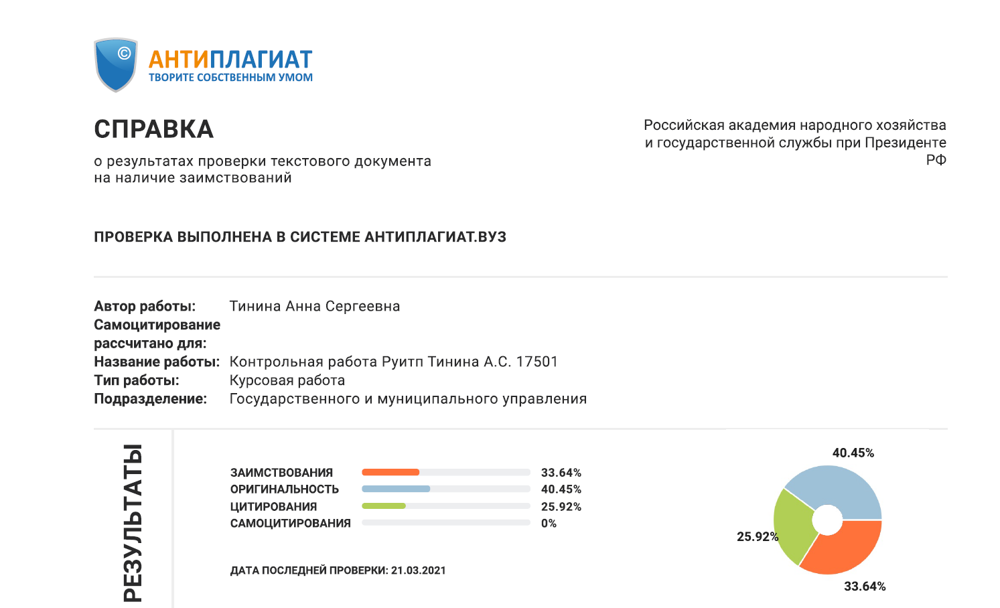 ©
АНТИПЛАГИАТ
ТВОРИТЕ СОБСТВЕННЫМ УМОМ
СПРАВКА
о результатах проверки текстового документа
на наличие заимствований
Российская академия народного хозяйства
и государственной службы при Президенте
РФ
ПРОВЕРКА ВЫПОЛНЕНА В СИСТЕМЕ АНТИПЛАГИАТ.ВУЗ
Автор работы: Тинина Анна Сергеевна
Самоцитирование
рассчитано для:
Название работы: Контрольная работа Руитп Тинина А.С. 17501
Тип работы: Курсовая работа
Подразделение: Государственного и муниципального управления
РЕЗУЛЬТАТЫ
ЗАИМСТВОВАНИЯ 33.64%
ОРИГИНАЛЬНОСТЬ 40.45%
ЦИТИРОВАНИЯ 25.92%
САМОЦИТИРОВАНИЯ 0%
ДАТА ПОСЛЕДНЕЙ ПРОВЕРКИ: 21.03.2021
40.45%
25.92%
33.64%